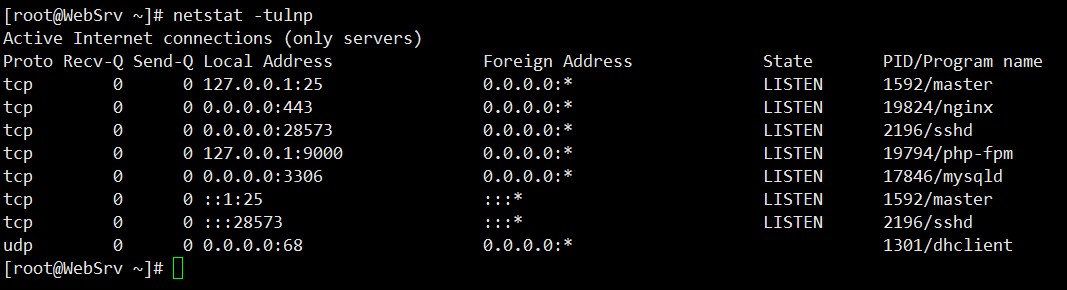 [root@WebSrv ~]# netstat -tulnp
Active Internet connections (only servers)
Proto Recv-Q Send-Q Local Address               Foreign Address             State       PID/Program name
tcp        0      0 127.0.0.1:25                0.0.0.0:*                   LISTEN      1592/master
tcp        0      0 0.0.0.0:443                 0.0.0.0:*                   LISTEN      19824/nginx
tcp        0      0 0.0.0.0:28573               0.0.0.0:*                   LISTEN      2196/sshd
tcp        0      0 127.0.0.1:9000              0.0.0.0:*                   LISTEN      19794/php-fpm
tcp        0      0 0.0.0.0:3306                0.0.0.0:*                   LISTEN      17846/mysqld
tcp        0      0 ::1:25                      :::*                        LISTEN      1592/master
tcp        0      0 :::28573                    :::*                        LISTEN      2196/sshd
udp        0      0 0.0.0.0:68                  0.0.0.0:*                               1301/dhclient
[root@WebSrv ~]#